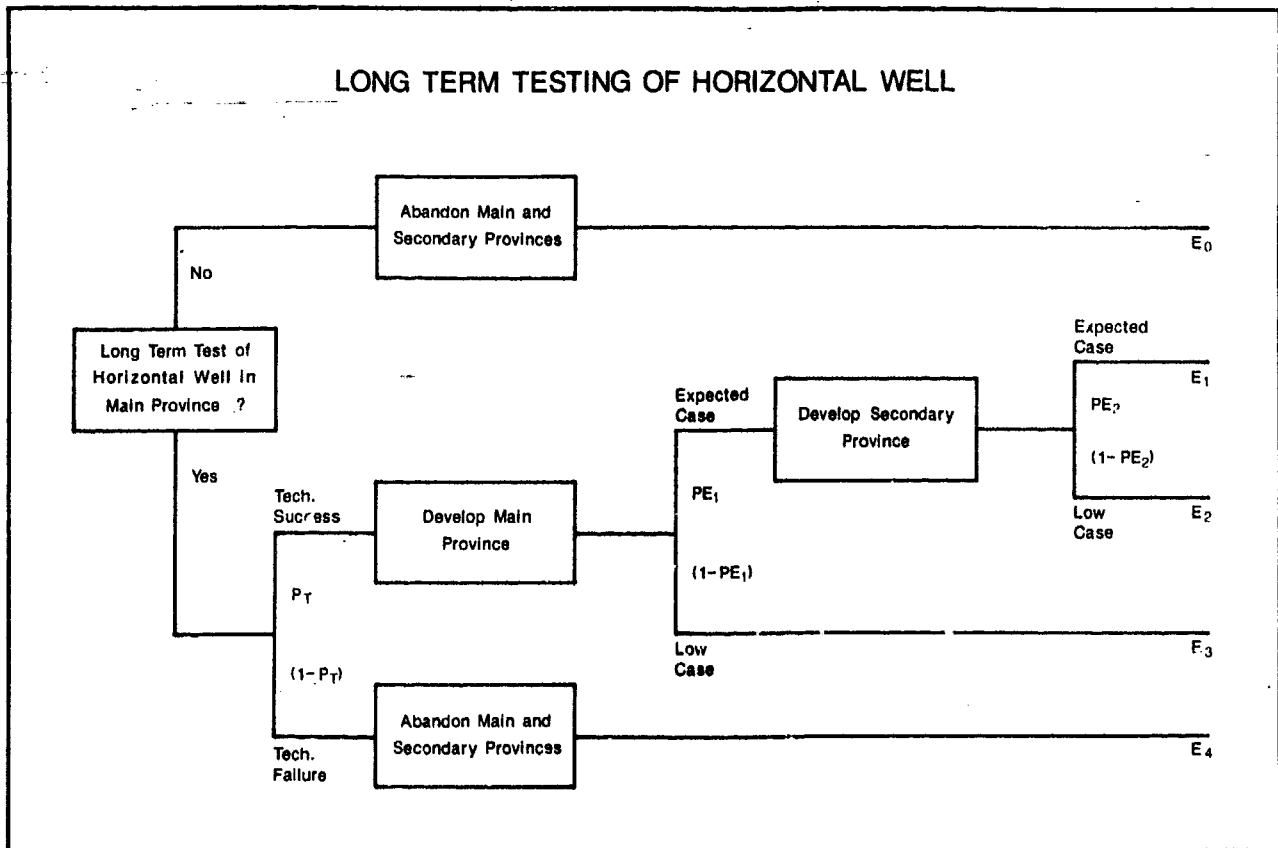 LONG TERM TESTING OF HORIZONTAL WELL
Abandon Main and
Secondary Provinces
E₀
No
Long Term Test of
Horizontal Well in
Main Province ?
Yes
Expected
Case
E₁
PE₂
(1-PE₂)
Low
Case
E₂
Expected
Case
Develop Secondary
Province
PE₁
(1-PE₁)
Low
Case
E₃
Tech.
Success
Develop Main
Province
P_T
(1-P_T)
Tech.
Failure
Abandon Main and
Secondary Provinces
E₄